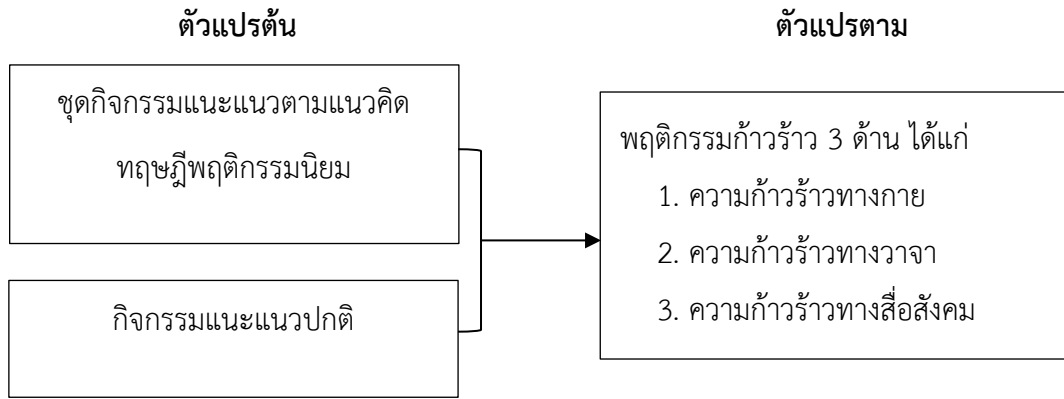 ตัวแปรต้น
ชุดกิจกรรมแนะแนวตามแนวคิด
ทฤษฎีพฤติกรรมนิยม
กิจกรรมแนะแนวปกติ
ตัวแปรตาม
พฤติกรรมก้าวร้าว 3 ด้าน ได้แก่
1. ความก้าวร้าวทางกาย
2. ความก้าวร้าวทางวาจา
3. ความก้าวร้าวทางสื่อสังคม